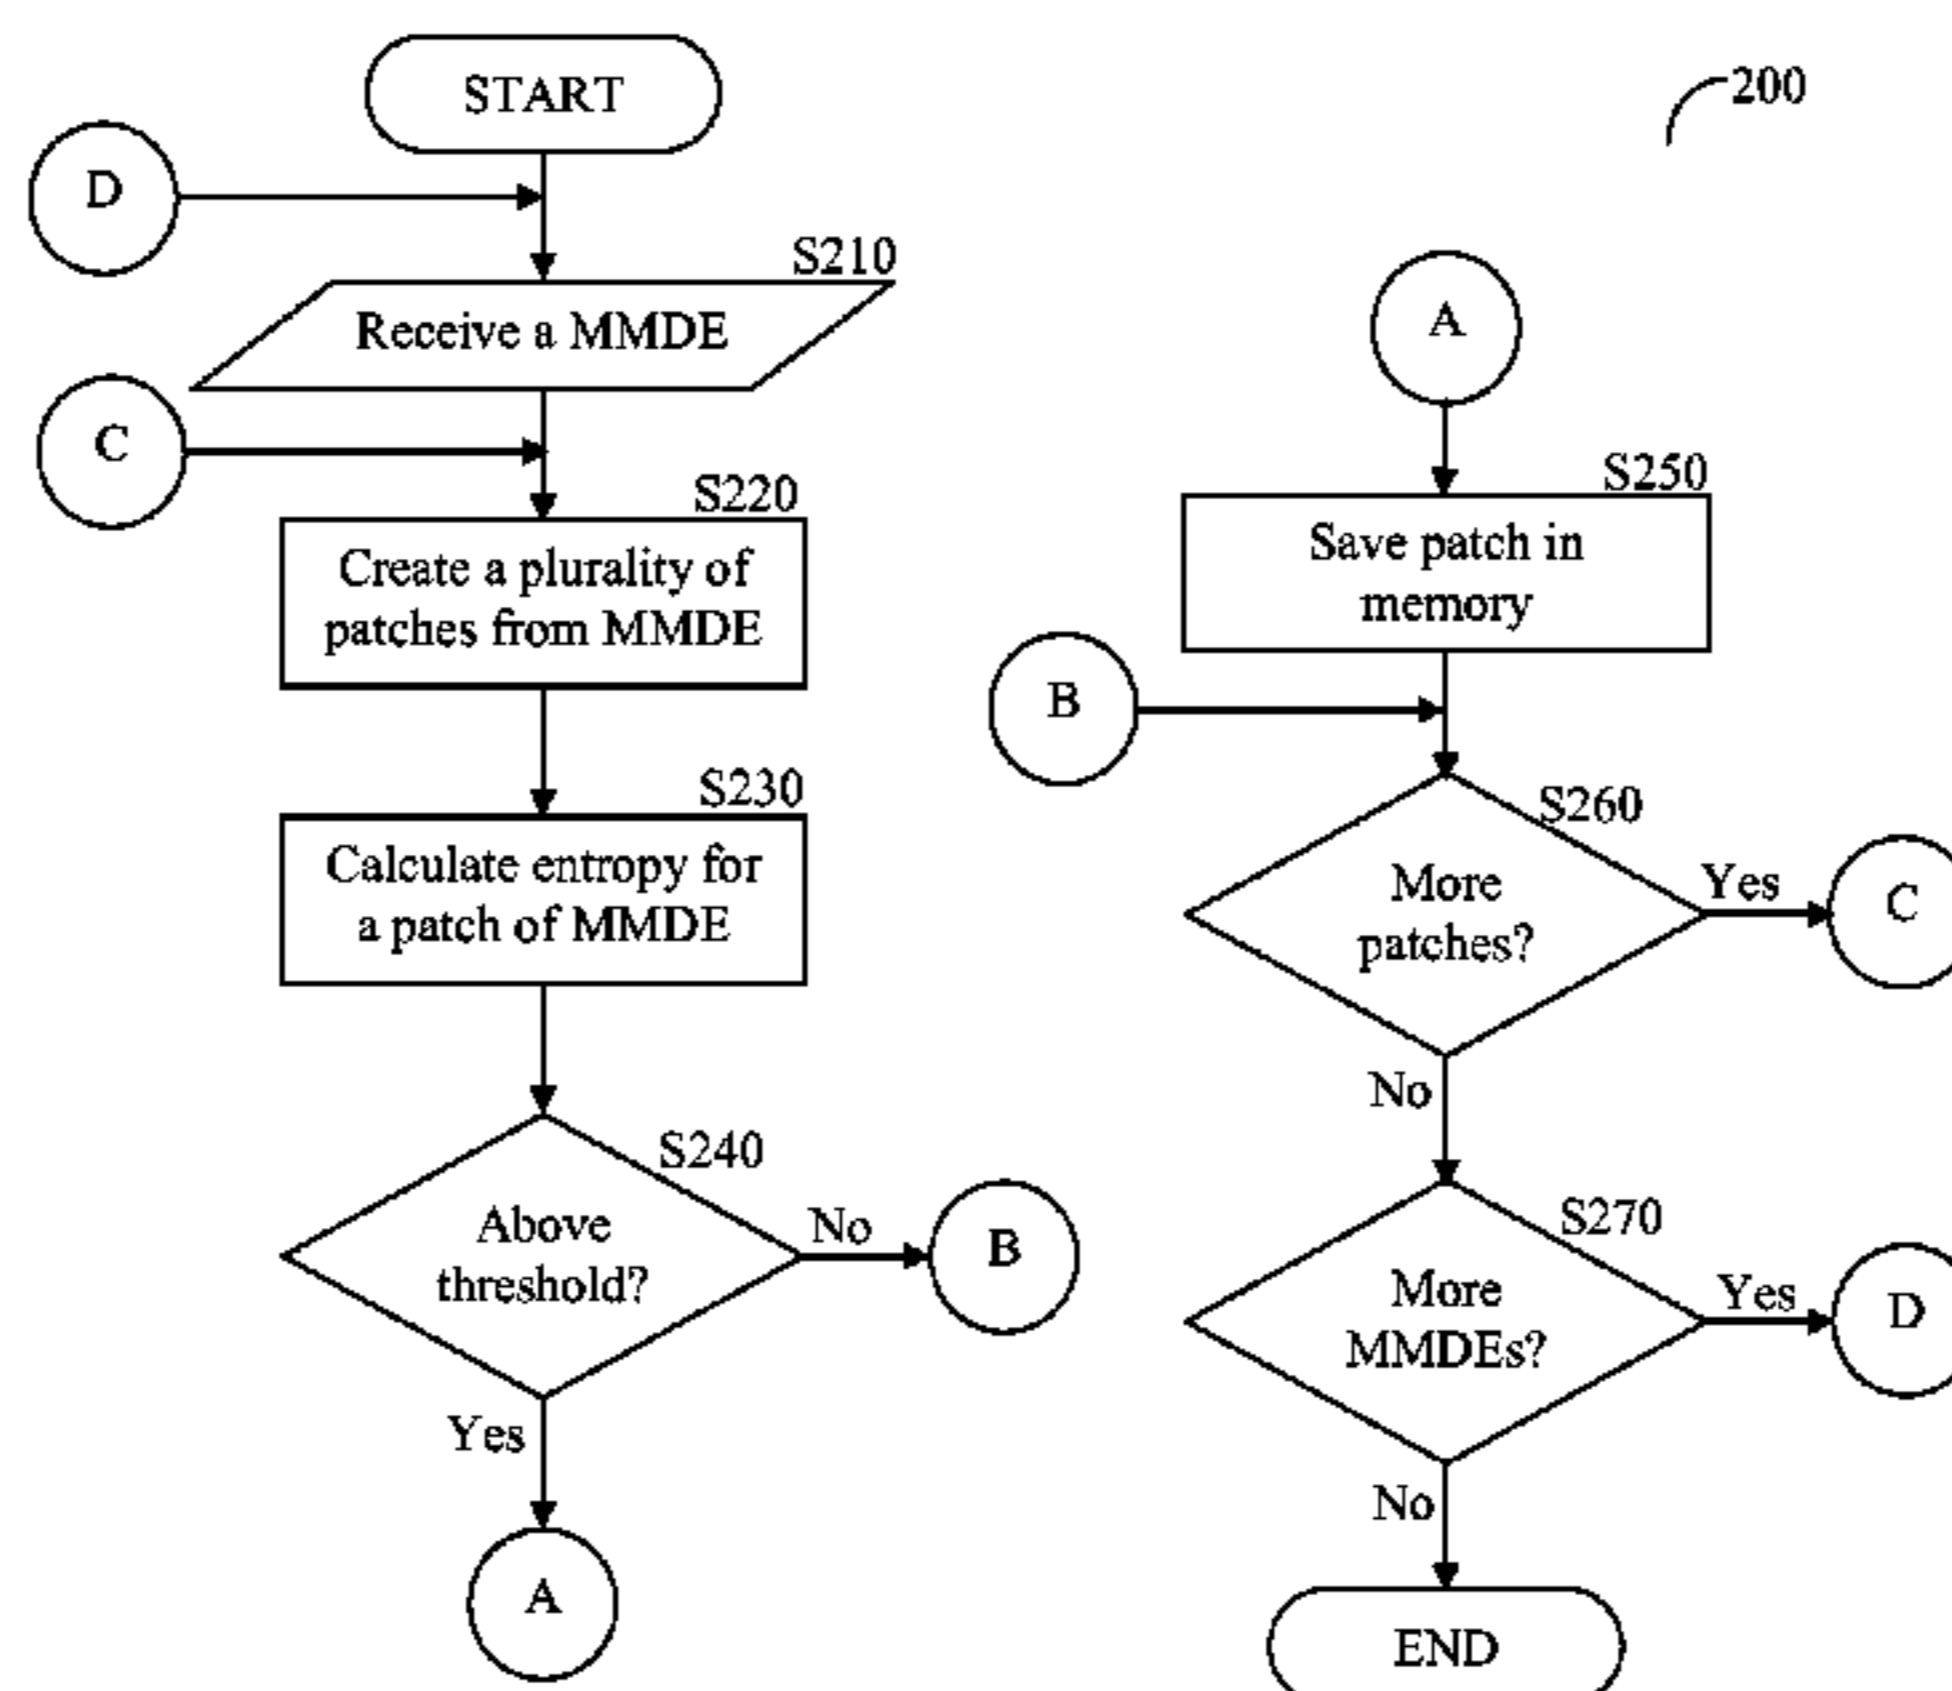 START
200
D
S210
Receive a MMDE
C
S220
Create a plurality of
patches from MMDE
S230
Calculate entropy for
a patch of MMDE
S240
Above
threshold?
No
B
Yes
A
A
S250
Save patch in
memory
B
S260
More
patches?
Yes
C
No
S270
More
MMDEs?
Yes
D
No
END